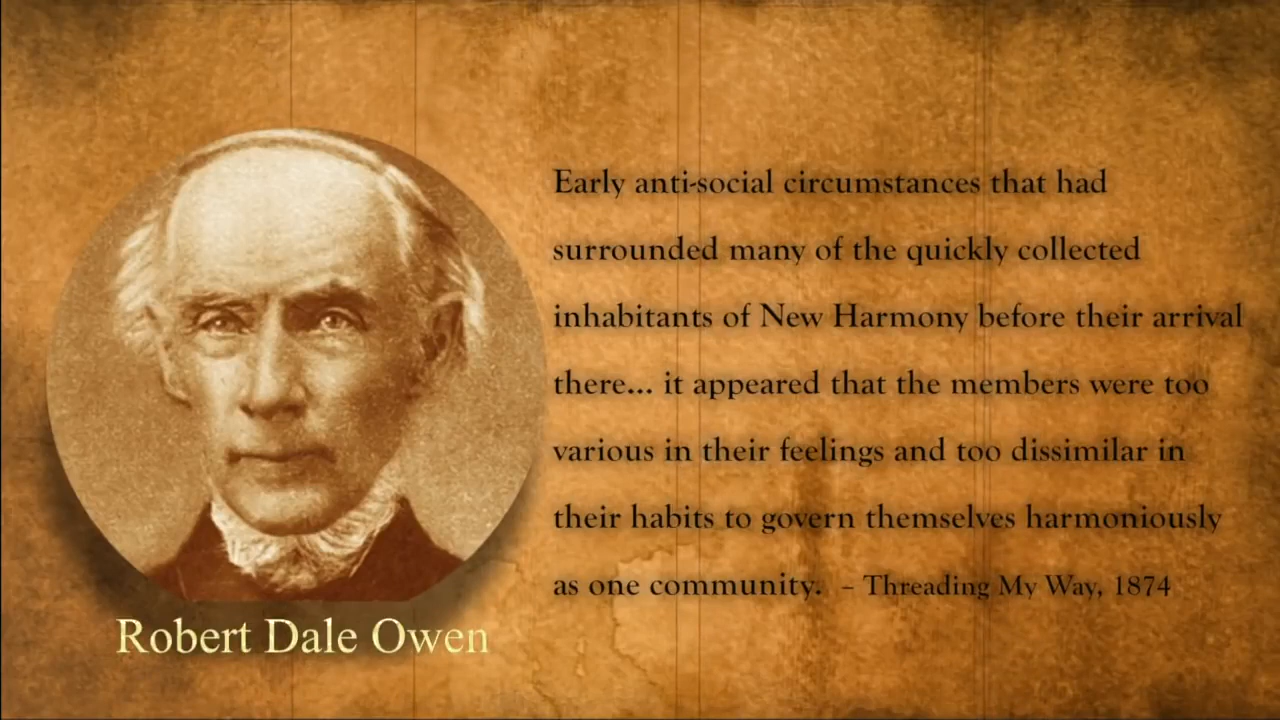 Early anti-social circumstances that had
surrounded many of the quickly collected
inhabitants of New Harmony before their arrival
there... it appeared that the members were too
various in their feelings and too dissimilar in
their habits to govern themselves harmoniously
as one community. – Threading My Way, 1874
Robert Dale Owen